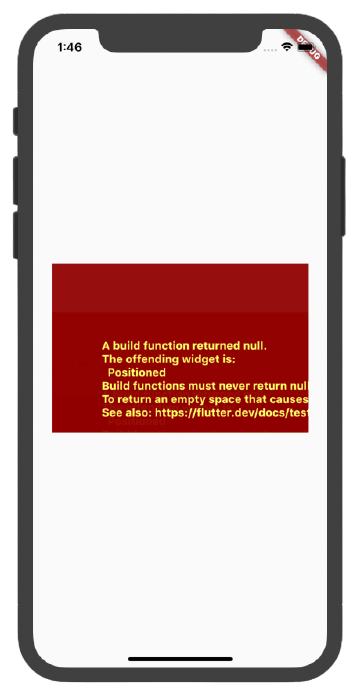 1:46
DEBUG
A build function returned null.
The offending widget is:
Positioned
Build functions must never return null
To return an empty space that causes
See also: https://flutter.dev/docs/test
Positioned